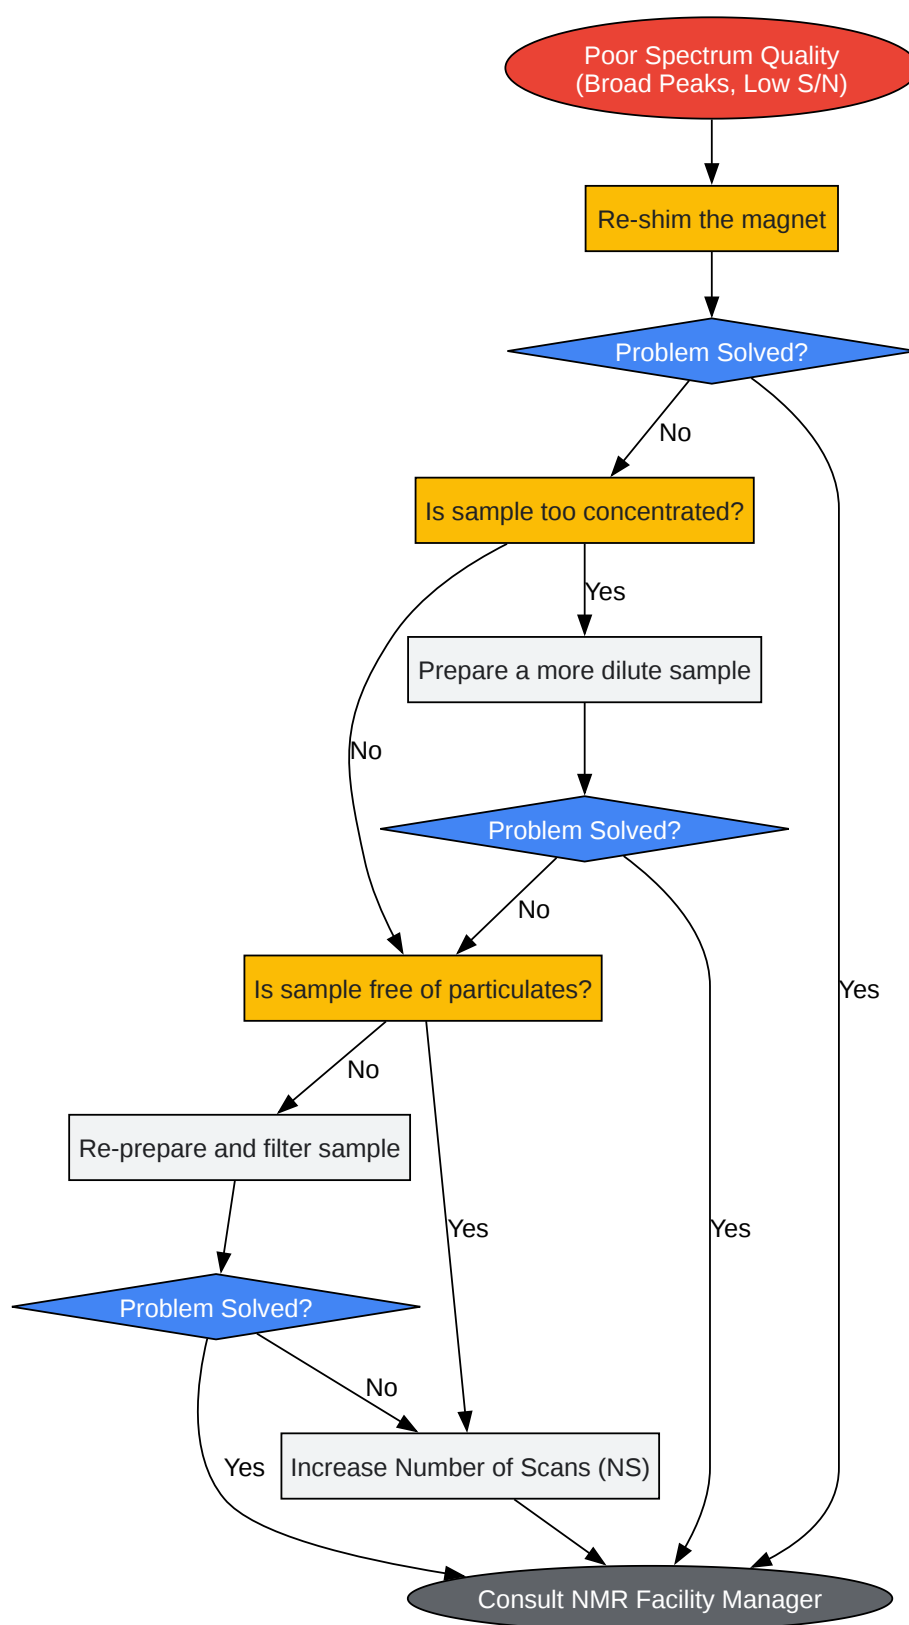 Poor Spectrum Quality
(Broad Peaks, Low S/N)
Re-shim the magnet
Problem Solved?
No
Is sample too concentrated?
Yes
Prepare a more dilute sample
No
Problem Solved?
No
Is sample free of particulates?
Yes
No
Re-prepare and filter sample
Yes
Yes
Problem Solved?
No
Yes
Increase Number of Scans (NS)
Consult NMR Facility Manager